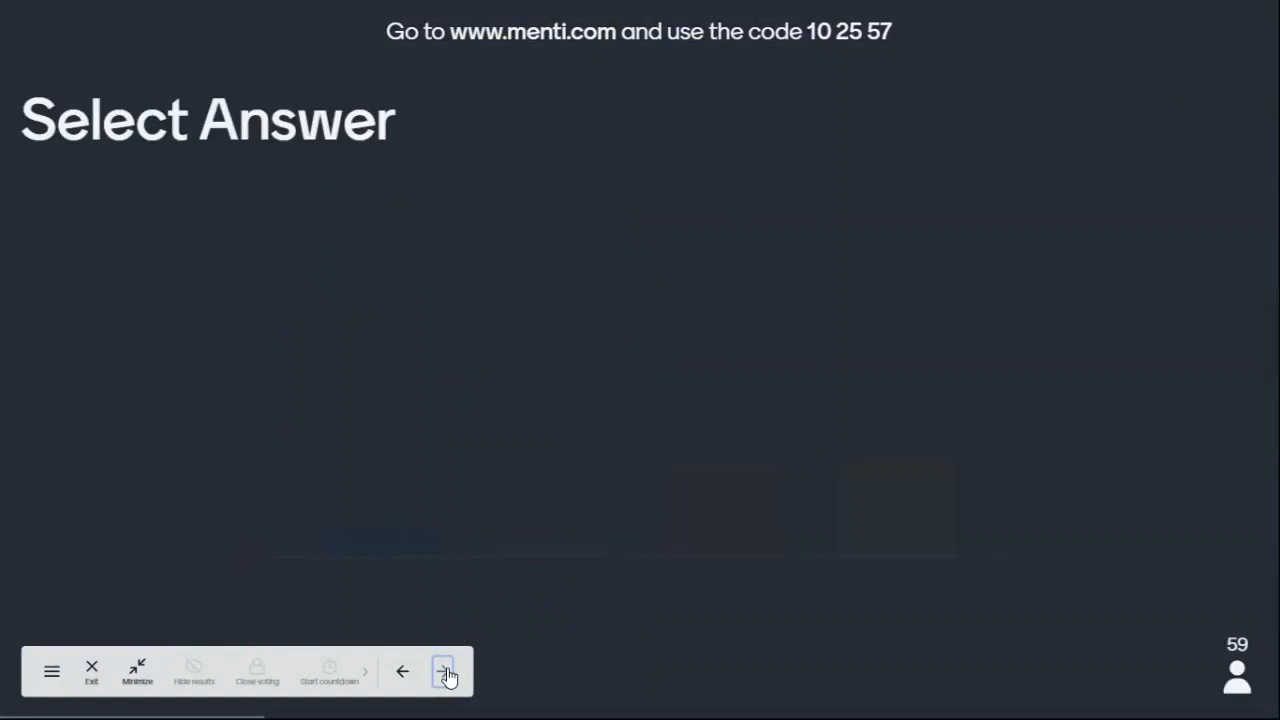 Go to www.menti.com and use the code 10 25 57
Select Answer
59
Exit
Minimize
Hide results
Close voting
Start countdown